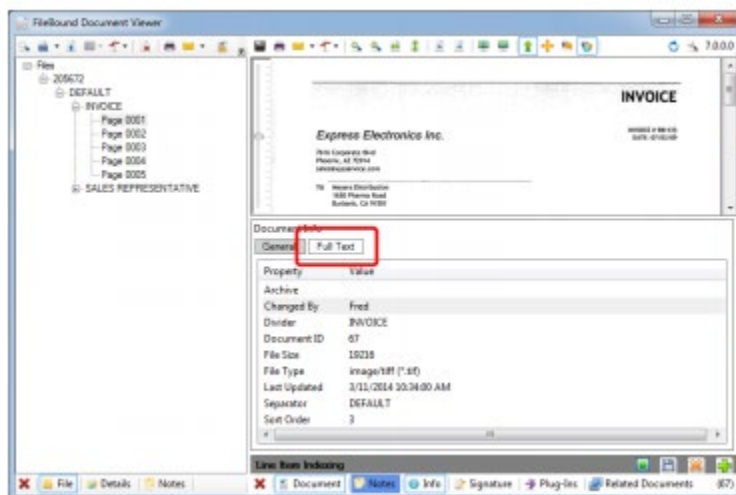 FileBound Document Viewer
7.0.0.0
Files
205672
DEFAULT
INVOICE
Page 0001
Page 0002
Page 0003
Page 0004
Page 0005
SALES REPRESENTATIVE
INVOICE
Express Electronics Inc.
Phoenix, AZ
TO
Document Info
General
Full Text
Property Value
Archive
Changed By Fred
Divider INVOICE
Document ID 67
File Size 19216
File Type image/tiff (*.tif)
Last Updated 3/11/2014 10:34:00 AM
Separator DEFAULT
Sort Order 3
Line Item Indexing
File Details Notes
Document Notes Info Signature Plug-Ins Related Documents (67)